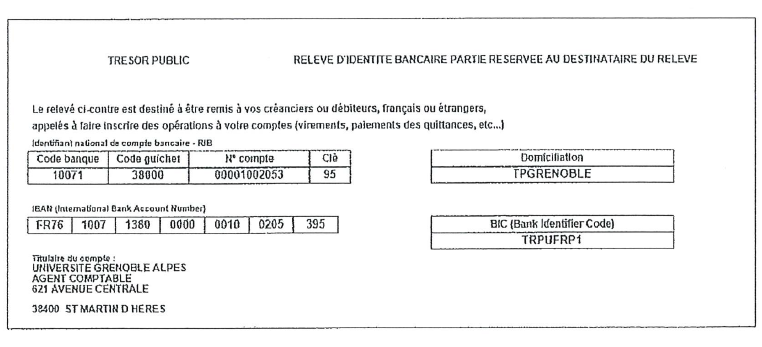 TRESOR PUBLIC RELEVE D'IDENTITE BANCAIRE PARTIE RESERVEE AU DESTINATAIRE DU RELEVE
Le relevé ci-contre est destiné à être remis à vos créanciers ou débiteurs, français ou étrangers,
appelés à faire inscrire des opérations à votre comptes (virements, paiements des quittances, etc...)
Identifiant national de compte bancaire - RIB
Code banque Code guichet N° compte Clè Domiciliation
10071 38000 00001002053 95 TPGRENOBLE
IBAN (International Bank Account Number)
FR76 1007 1380 0000 0010 0205 395 BIC (Bank Identifier Code)
TRPUFRP1
Titulaire du compte :
UNIVERSITE GRENOBLE ALPES
AGENT COMPTABLE
621 AVENUE CENTRALE
38400 ST MARTIN D HERES